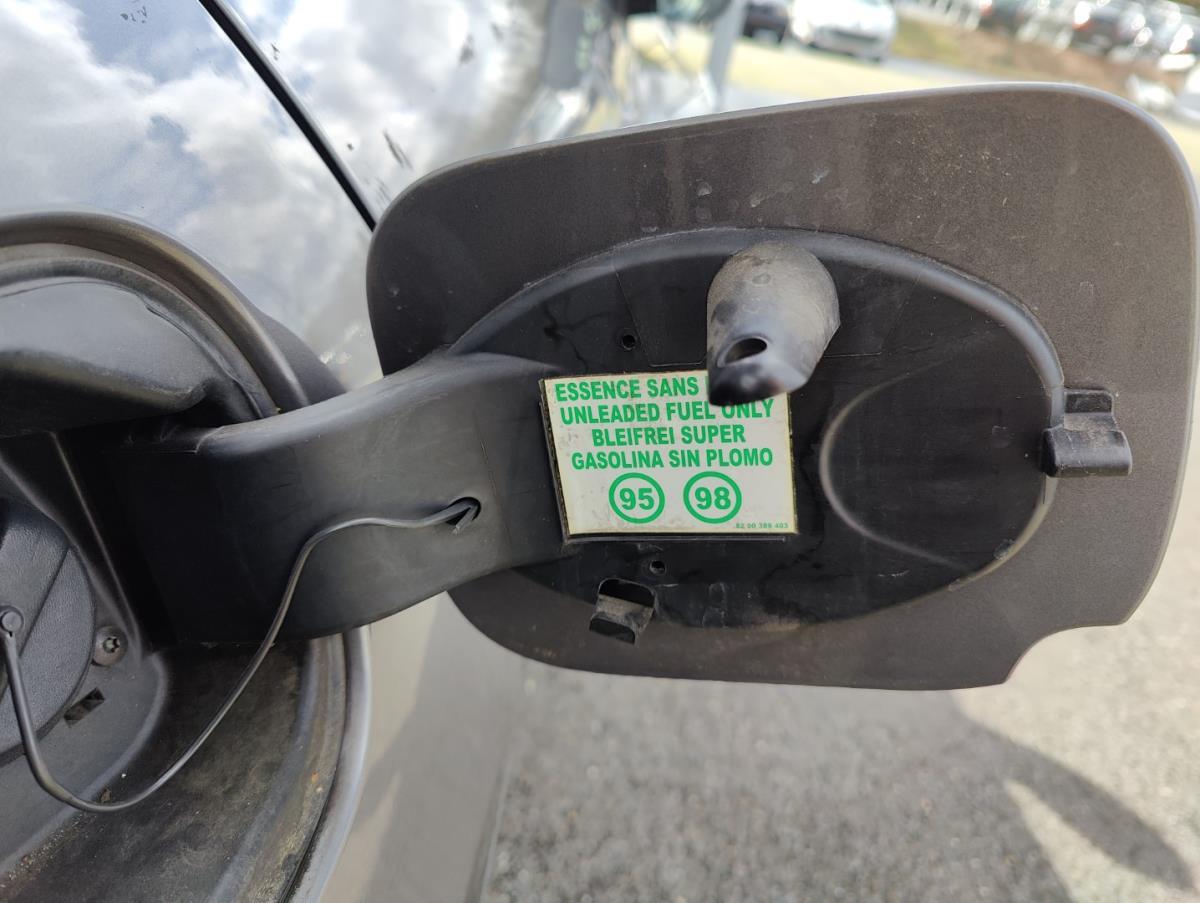 ESSENCE SANS
UNLEADED FUEL ONLY
BLEIFREI SUPER
GASOLINA SIN PLOMO
95 98
82 00 389 403